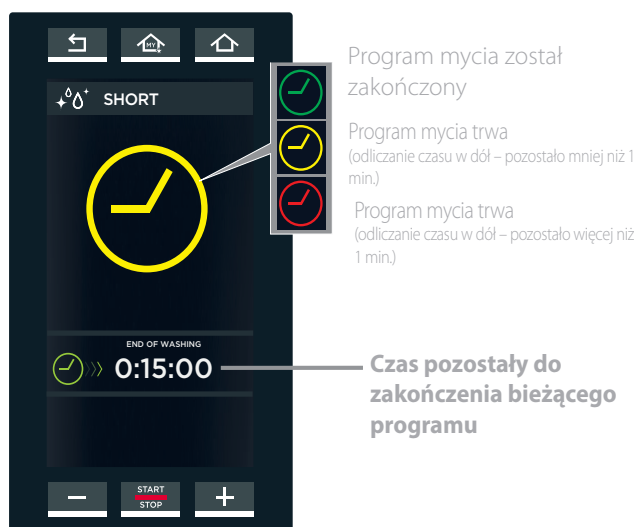 MY
SHORT
END OF WASHING
0:15:00
START
STOP
Program mycia został
zakończony
Program mycia trwa
(odliczanie czasu w dół – pozostało mniej niż 1
min.)
Program mycia trwa
(odliczanie czasu w dół – pozostało więcej niż
1 min.)
Czas pozostały do
zakończenia bieżącego
programu